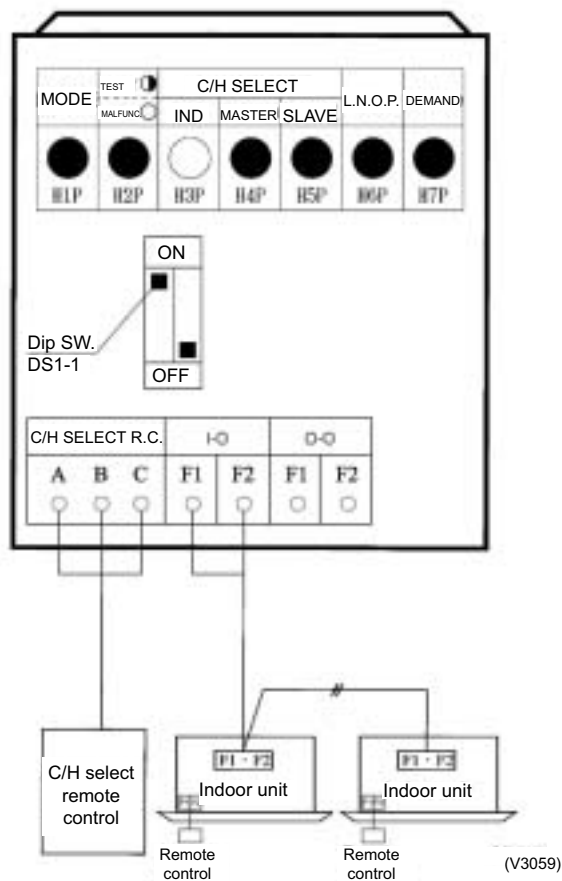 MODE
TEST
MALFUNC.
C/H SELECT
IND MASTER SLAVE
L.N.O.P.
DEMAND
H1P H2P H3P H4P H5P H6P H7P
ON
Dip SW.
DS1-1
OFF
C/H SELECT R.C. I-O O-O
A B C F1 F2 F1 F2
F1 · F2
Indoor unit
F1 · F2
Indoor unit
C/H select
remote
control
Remote
control
Remote
control
(V3059)